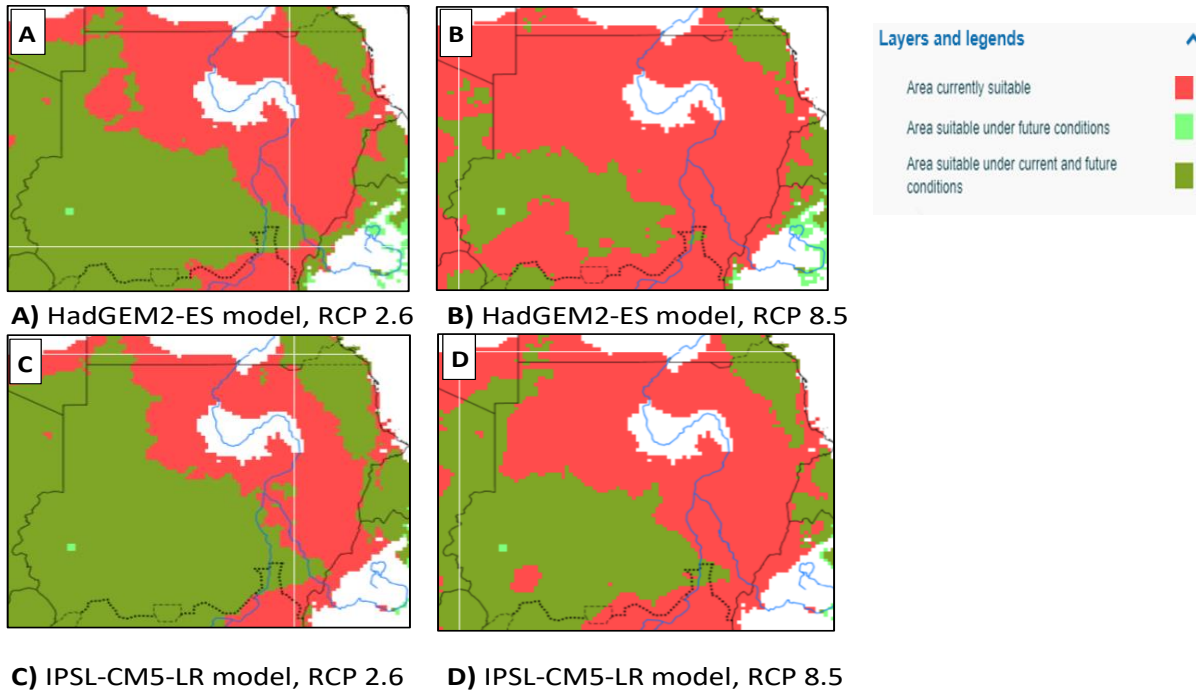 A
B
Layers and legends
Area currently suitable
Area suitable under future conditions
Area suitable under current and future
conditions
A) HadGEM2-ES model, RCP 2.6
B) HadGEM2-ES model, RCP 8.5
C
D
C) IPSL-CM5-LR model, RCP 2.6
D) IPSL-CM5-LR model, RCP 8.5